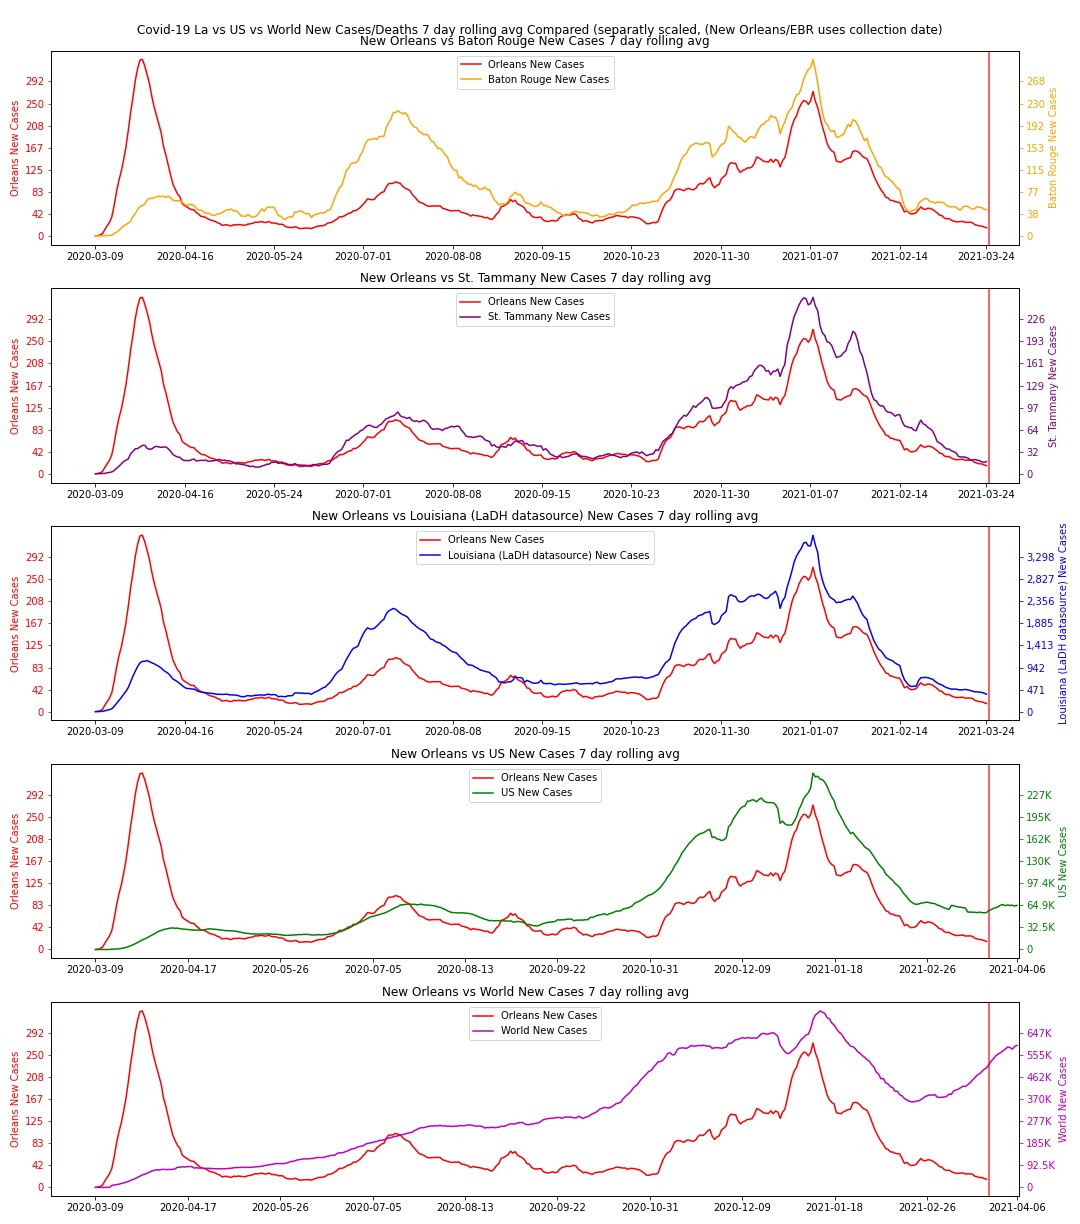 Covid-19 La vs US vs World New Cases/Deaths 7 day rolling avg Compared (separatly scaled, (New Orleans/EBR uses collection date)
New Orleans vs Baton Rouge New Cases 7 day rolling avg
Orleans New Cases
Baton Rouge New Cases
Orleans New Cases
292
250
208
167
125
83
42
0
268
230
192
153
115
77
38
0
Baton Rouge New Cases
2020-03-09 2020-04-16 2020-05-24 2020-07-01 2020-08-08 2020-09-15 2020-10-23 2020-11-30 2021-01-07 2021-02-14 2021-03-24
New Orleans vs St. Tammany New Cases 7 day rolling avg
Orleans New Cases
St. Tammany New Cases
Orleans New Cases
292
250
208
167
125
83
42
0
226
193
161
129
97
64
32
0
St. Tammany New Cases
2020-03-09 2020-04-16 2020-05-24 2020-07-01 2020-08-08 2020-09-15 2020-10-23 2020-11-30 2021-01-07 2021-02-14 2021-03-24
New Orleans vs Louisiana (LaDH datasource) New Cases 7 day rolling avg
Orleans New Cases
Louisiana (LaDH datasource) New Cases
Orleans New Cases
292
250
208
167
125
83
42
0
3,298
2,827
2,356
1,885
1,413
942
471
0
Louisiana (LaDH datasource) New Cases
2020-03-09 2020-04-16 2020-05-24 2020-07-01 2020-08-08 2020-09-15 2020-10-23 2020-11-30 2021-01-07 2021-02-14 2021-03-24
New Orleans vs US New Cases 7 day rolling avg
Orleans New Cases
US New Cases
Orleans New Cases
292
250
208
167
125
83
42
0
227K
195K
162K
130K
97.4K
64.9K
32.5K
0
US New Cases
2020-03-09 2020-04-17 2020-05-26 2020-07-05 2020-08-13 2020-09-22 2020-10-31 2020-12-09 2021-01-18 2021-02-26 2021-04-06
New Orleans vs World New Cases 7 day rolling avg
Orleans New Cases
World New Cases
Orleans New Cases
292
250
208
167
125
83
42
0
647K
555K
462K
370K
277K
185K
92.5K
0
World New Cases
2020-03-09 2020-04-17 2020-05-26 2020-07-05 2020-08-13 2020-09-22 2020-10-31 2020-12-09 2021-01-18 2021-02-26 2021-04-06